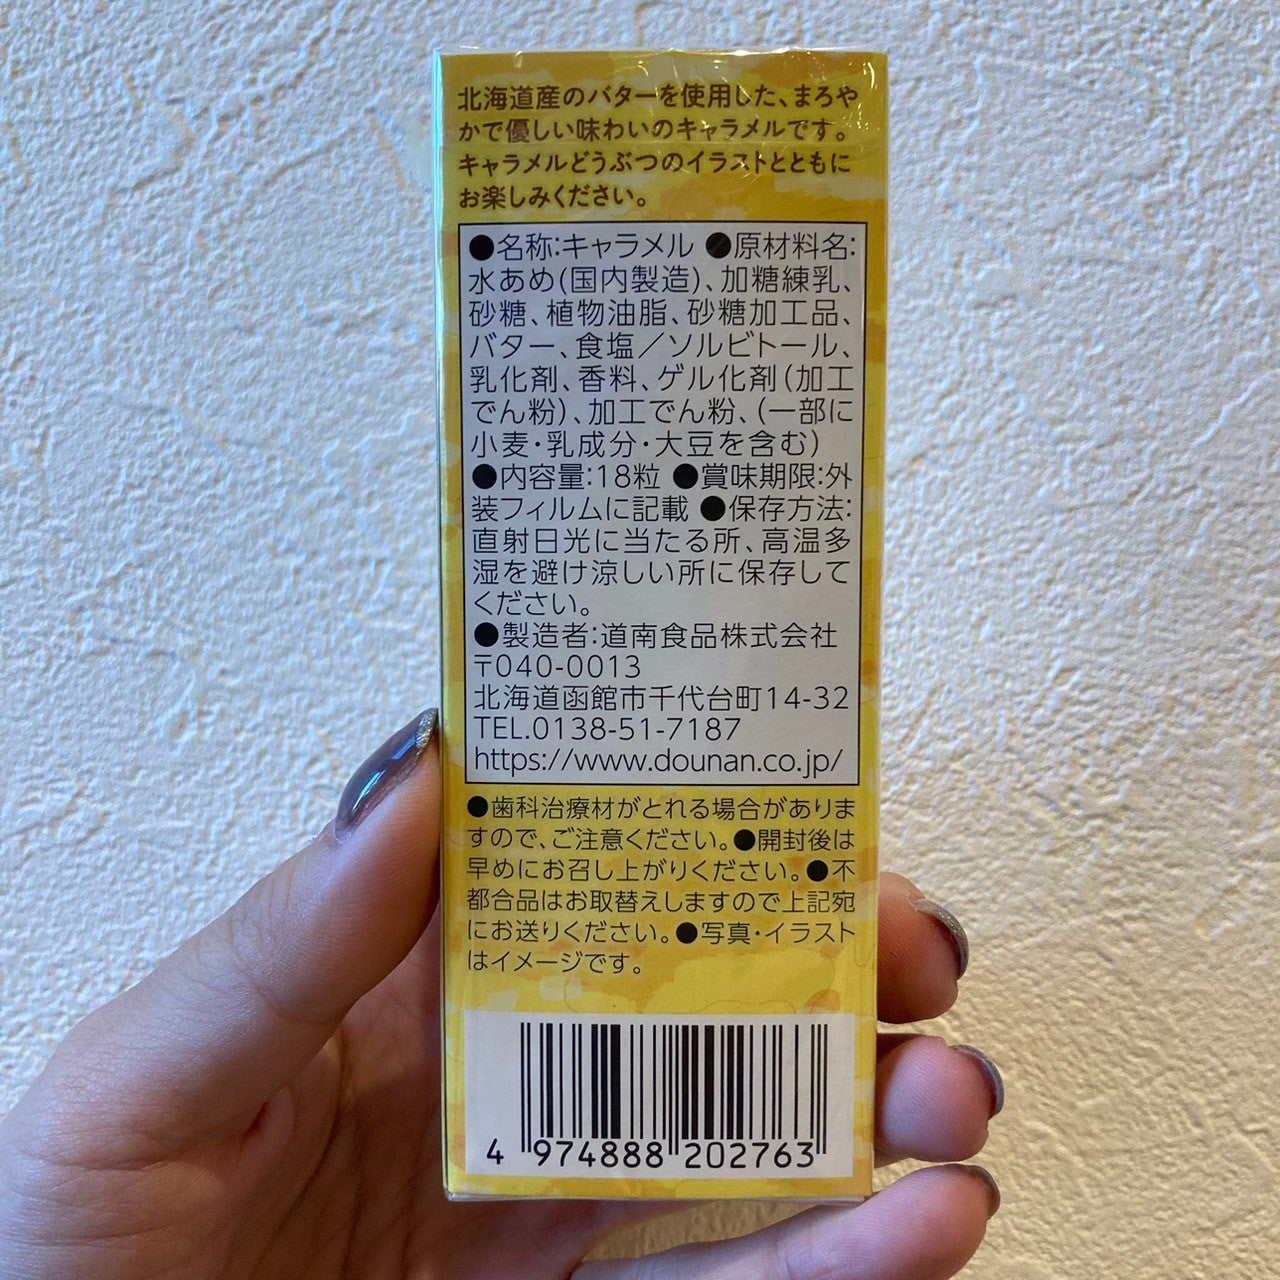 北海道産のバターを使用した、まろや
かで優しい味わいのキャラメルです。
キャラメルどうぶつのイラストとともに
お楽しみください。
●名称:キャラメル ●原材料名:
水あめ(国内製造)、加糖練乳、
砂糖、植物油脂、砂糖加工品、
バター、食塩／ソルビトール、
乳化剤、香料、ゲル化剤(加工
でん粉)、加工でん粉、(一部に
小麦・乳成分・大豆を含む)
●内容量:18粒 ●賞味期限:外
装フィルムに記載 ●保存方法:
直射日光に当たる所、高温多
湿を避け涼しい所に保存して
ください。
●製造者:道南食品株式会社
〒040-0013
北海道函館市千代台町14-32
TEL.0138-51-7187
https://www.dounan.co.jp/
●歯科治療材がとれる場合がありま
すので、ご注意ください。●開封後は
早めにお召し上がりください。●不
都合品はお取替えしますので上記宛
にお送りください。●写真・イラスト
はイメージです。
4 974888 202763